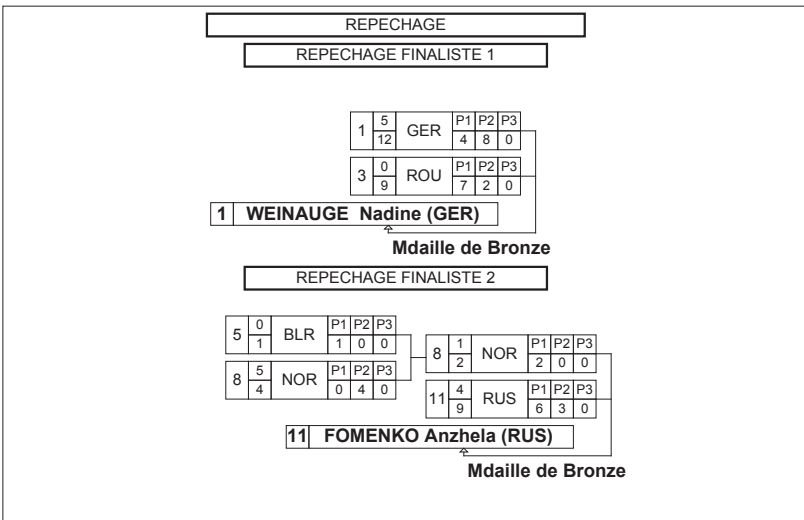 REPECHAGE
REPECHAGE FINALISTE 1
1 5 GER P1 P2 P3
12 4 8 0
3 0 ROU P1 P2 P3
9 7 2 0
1 WEINAUGE Nadine (GER)
Mdaille de Bronze
REPECHAGE FINALISTE 2
5 0 BLR P1 P2 P3
1 1 0 0
8 5 NOR P1 P2 P3
4 0 4 0
8 1 NOR P1 P2 P3
2 2 0 0
11 4 RUS P1 P2 P3
9 6 3 0
11 FOMENKO Anzhela (RUS)
Mdaille de Bronze